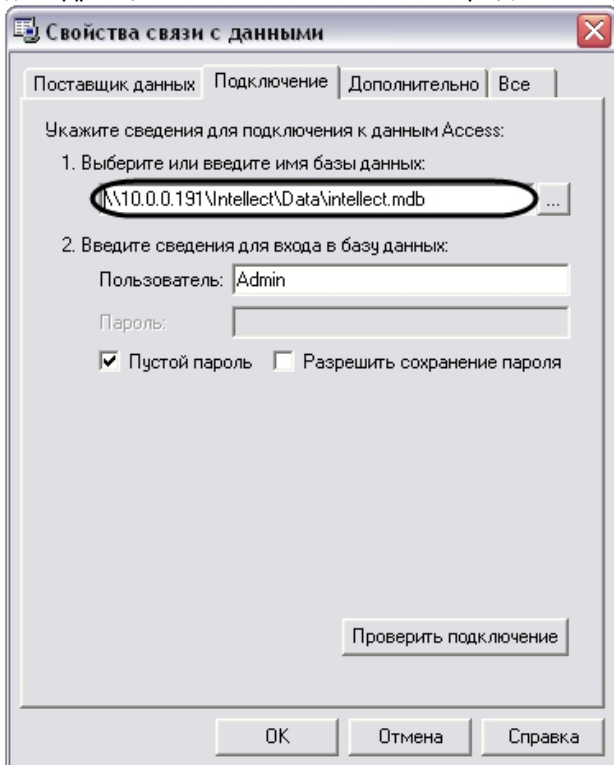 Свойства связи с данными
Поставщик данных Подключение Дополнительно Все
Укажите сведения для подключения к данным Access:
1. Выберите или введите имя базы данных:
\\10.0.0.191\Intellect\Data\intellect.mdb ...
2. Введите сведения для входа в базу данных:
Пользователь: Admin
Пароль:
Пустой пароль Разрешить сохранение пароля
Проверить подключение
OK Отмена Справка